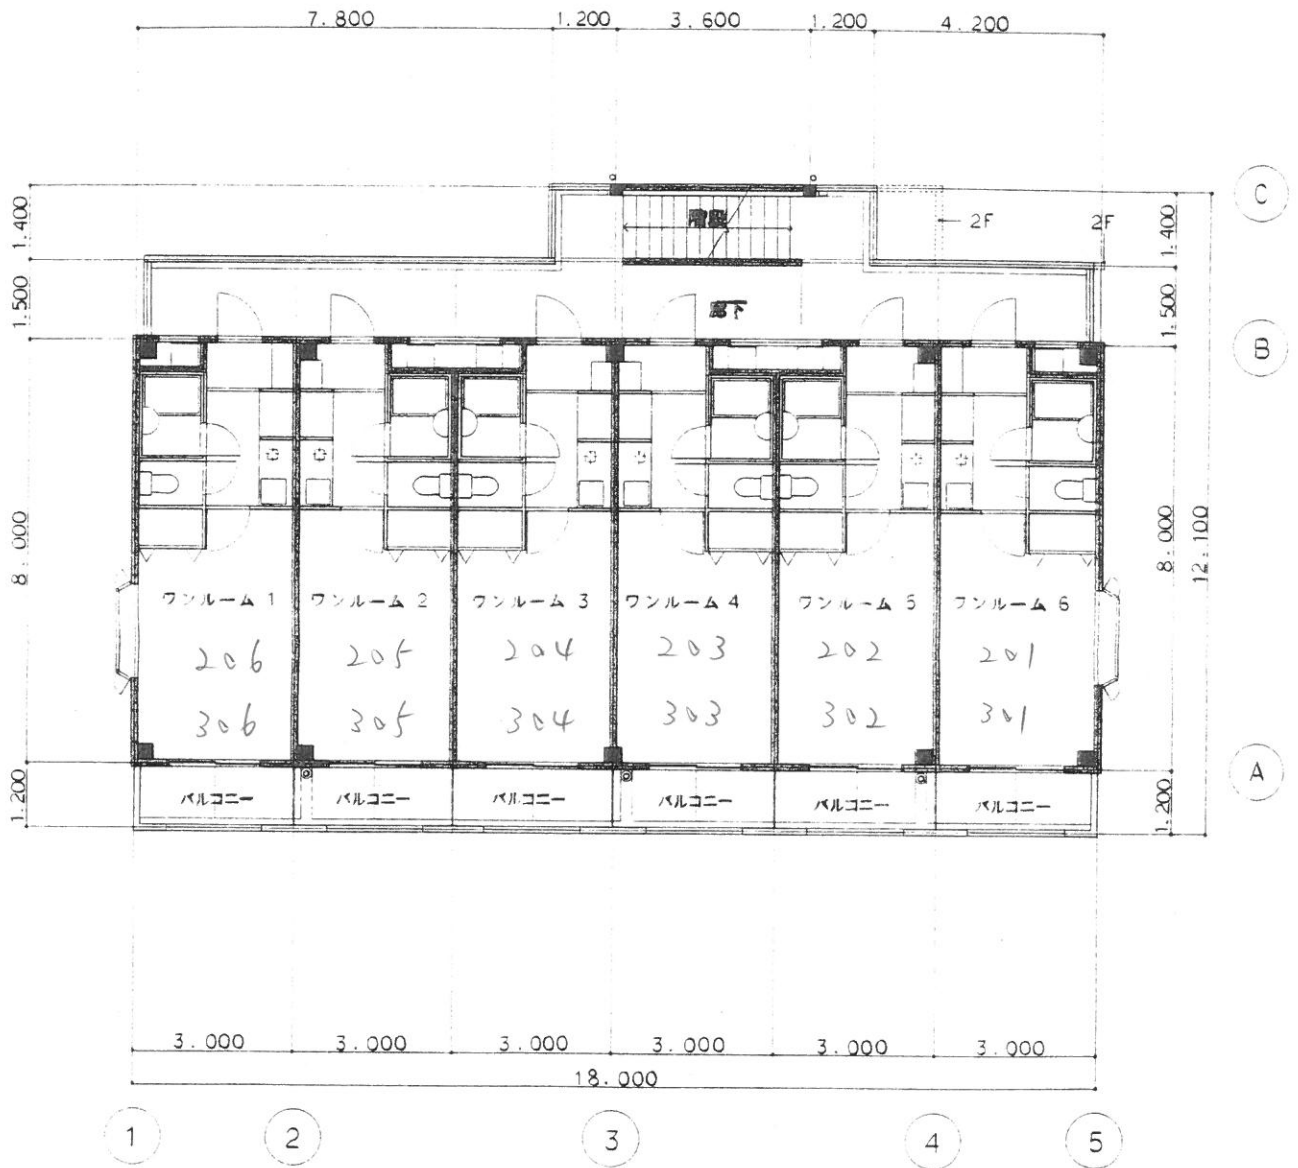 7.800 1.200 3.600 1.200 4.200
C
1.400 階段 2F 2F 1.400
1.500 廊下 1.500
B
8.000 8.000 12.100
ワンルーム 1 ワンルーム 2 ワンルーム 3 ワンルーム 4 ワンルーム 5 ワンルーム 6
206 205 204 203 202 201
306 305 304 303 302 301
A
1.200 バルコニー バルコニー バルコニー バルコニー バルコニー バルコニー 1.200
3.000 3.000 3.000 3.000 3.000 3.000
18.000
1 2 3 4 5